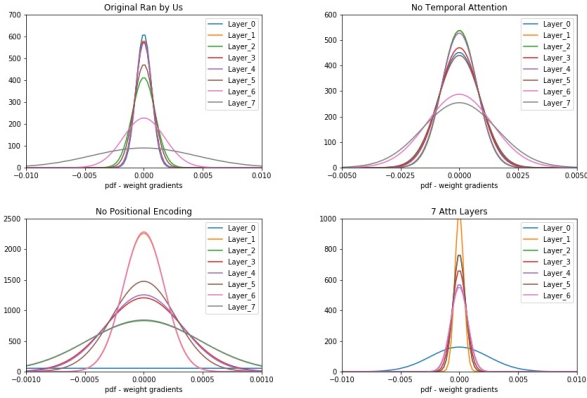 Original Ran by Us
700
600
500
400
300
200
100
0
-0.010
-0.005
0.000
0.005
0.010
pdf - weight gradients
Layer_0
Layer_1
Layer_2
Layer_3
Layer_4
Layer_5
Layer_6
Layer_7
No Temporal Attention
600
500
400
300
200
100
0
-0.0050
-0.0025
0.0000
0.0025
0.0050
pdf - weight gradients
Layer_0
Layer_1
Layer_2
Layer_3
Layer_4
Layer_5
Layer_6
Layer_7
No Positional Encoding
2500
2000
1500
1000
500
0
-0.0010
-0.0005
0.0000
0.0005
0.0010
pdf - weight gradients
Layer_0
Layer_1
Layer_2
Layer_3
Layer_4
Layer_5
Layer_6
Layer_7
7 Attn Layers
1000
800
600
400
200
0
-0.010
-0.005
0.000
0.005
0.010
pdf - weight gradients
Layer_0
Layer_1
Layer_2
Layer_3
Layer_4
Layer_5
Layer_6